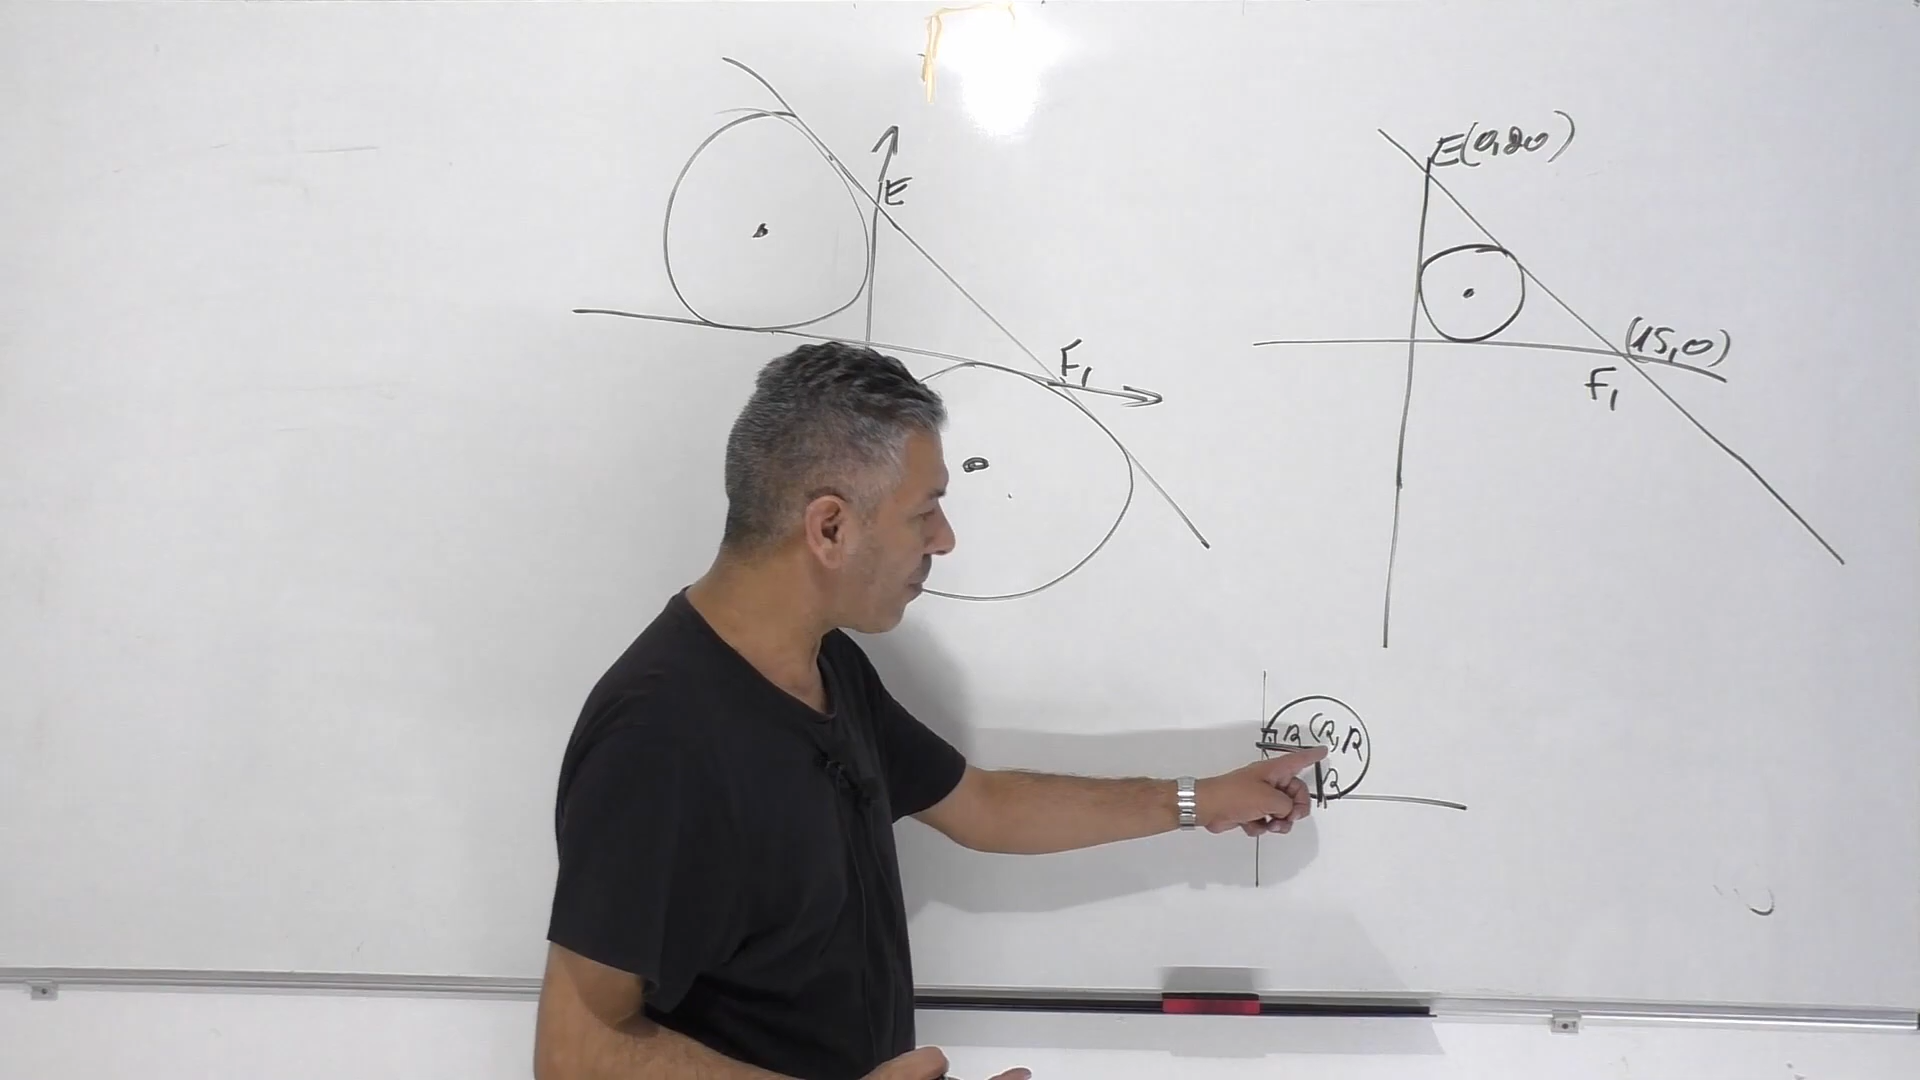 E
F₁
E(0,20)
(15,0)
F₁
R (R,R
R